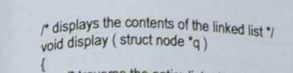 /* displays the contents of the linked list */
void display ( struct node *q )
{